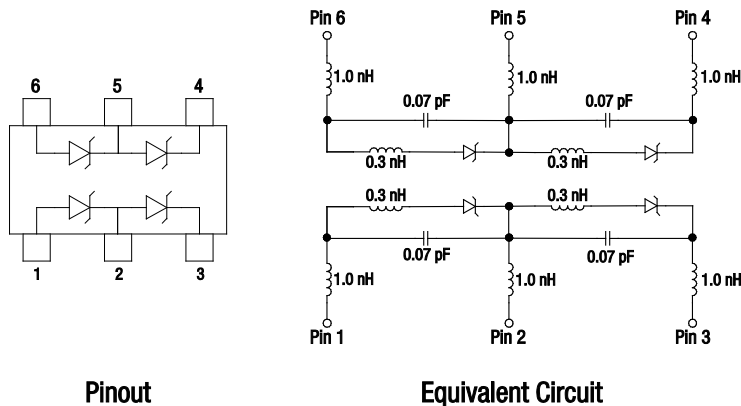 Pin 6 Pin 5 Pin 4
1.0 nH 1.0 nH 1.0 nH
6 5 4
0.07 pF 0.07 pF
0.3 nH 0.3 nH
0.3 nH 0.3 nH
0.07 pF 0.07 pF
1 2 3
1.0 nH 1.0 nH 1.0 nH
Pin 1 Pin 2 Pin 3
Pinout Equivalent Circuit